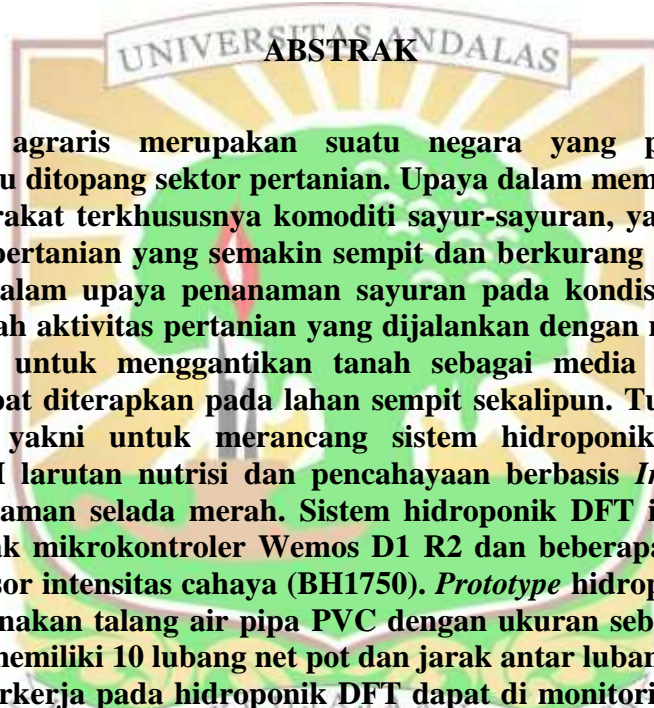 UNIVERSITAS ANDALAS
ABSTRAK
agraris merupakan suatu negara yang p
u ditopang sektor pertanian. Upaya dalam mem
rakat terkhususnya komoditi sayur-sayuran, ya
pertanian yang semakin sempit dan berkurang
alam upaya penanaman sayuran pada kondis
ah aktivitas pertanian yang dijalankan dengan
untuk menggantikan tanah sebagai media
pat diterapkan pada lahan sempit sekalipun. Tu
yakni untuk merancang sistem hidroponik
larutan nutrisi dan pencahayaan berbasis In
aman selada merah. Sistem hidroponik DFT i
ak mikrokontroler Wemos D1 R2 dan beberapa
sor intensitas cahaya (BH1750). Prototype hidrop
nakan talang air pipa PVC dengan ukuran seb
memiliki 10 lubang net pot dan jarak antar luban
erkerja pada hidroponik DFT dapat di monitori